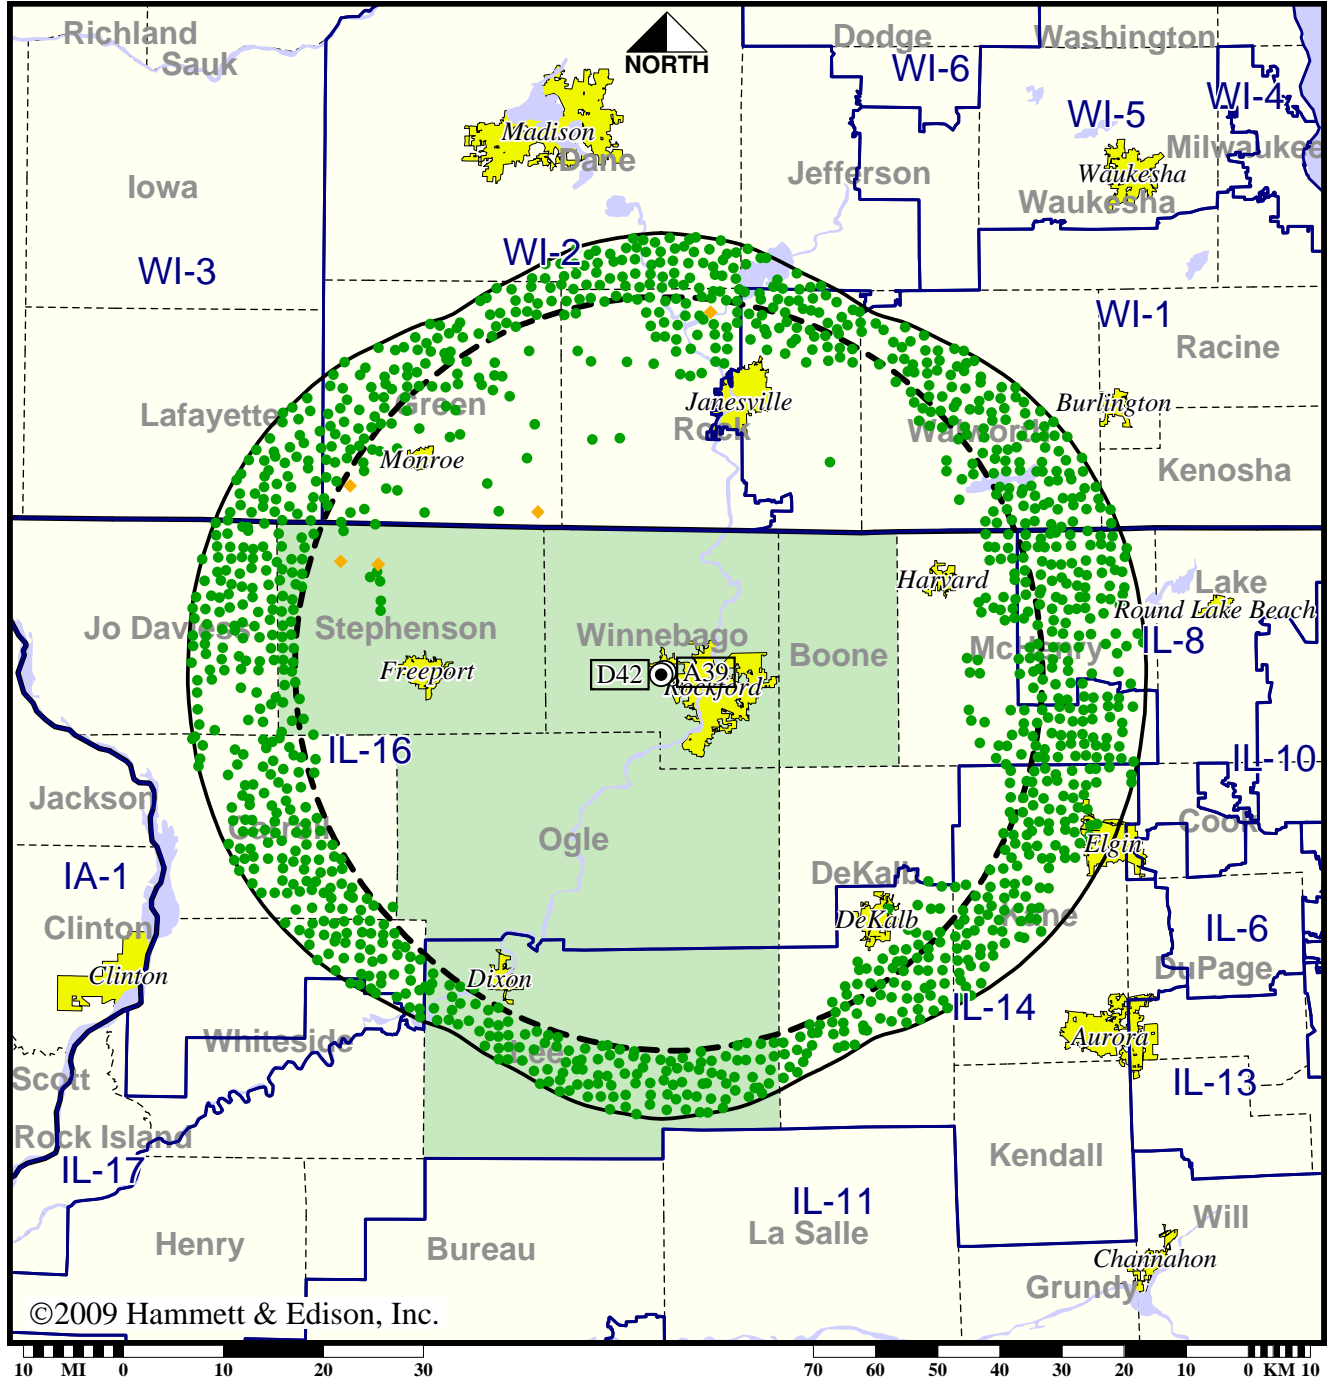 Richland
Sauk
Dodge
Washington
NORTH
WI-6
WI-4
WI-5
Madison
Dane
Milwaukee
Jefferson
Waukesha
Iowa
Waukesha
WI-2
WI-3
WI-1
Racine
Janesville
Burlington
Green
Lafayette
Rock
Walworth
Monroe
Kenosha
Harvard
Lake
Round Lake Beach
Jo Daviess
Stephenson
Winnebago
IL-8
Boone
McHenry
Freeport
D42
A39
Rockford
IL-16
IL-10
Jackson
Carroll
Cook
Ogle
Elgin
IA-1
DeKalb
Clinton
DeKalb
Kane
IL-6
Clinton
Dixon
DuPage
IL-14
Whiteside
Lee
Aurora
Scott
IL-13
Rock Island
Kendall
IL-17
IL-11
Will
La Salle
Henry
Bureau
Channahon
Grundy
©2009 Hammett & Edison, Inc.
10 MI 0 10 20 30
70 60 50 40 30 20 10 0 KM 10